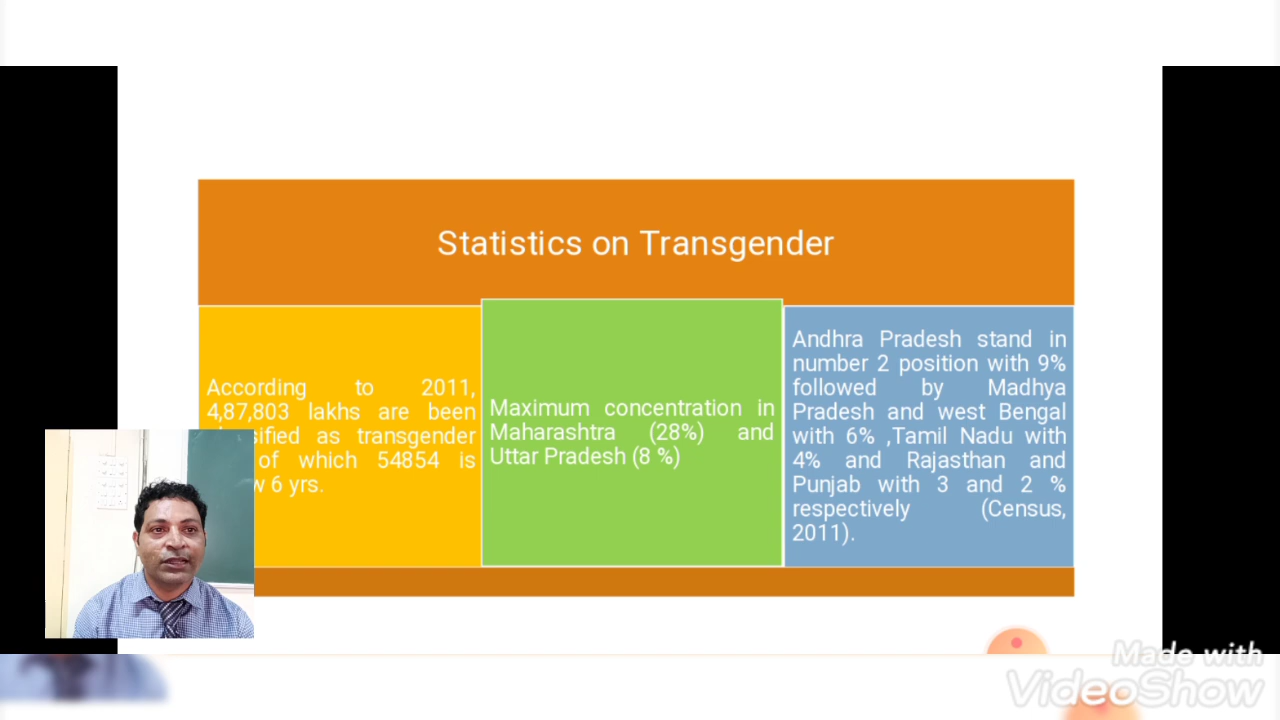 Statistics on Transgender
According to 2011,
4,87,803 lakhs are been
as transgender
of which 54854 is
6 yrs.
Maximum concentration in
Maharashtra (28%) and
Uttar Pradesh (8 %)
Andhra Pradesh stand in
number 2 position with 9%
followed by Madhya
Pradesh and west Bengal
with 6% ,Tamil Nadu with
4% and Rajasthan and
Punjab with 3 and 2 %
respectively (Census,
2011).
Made with
VideoShow